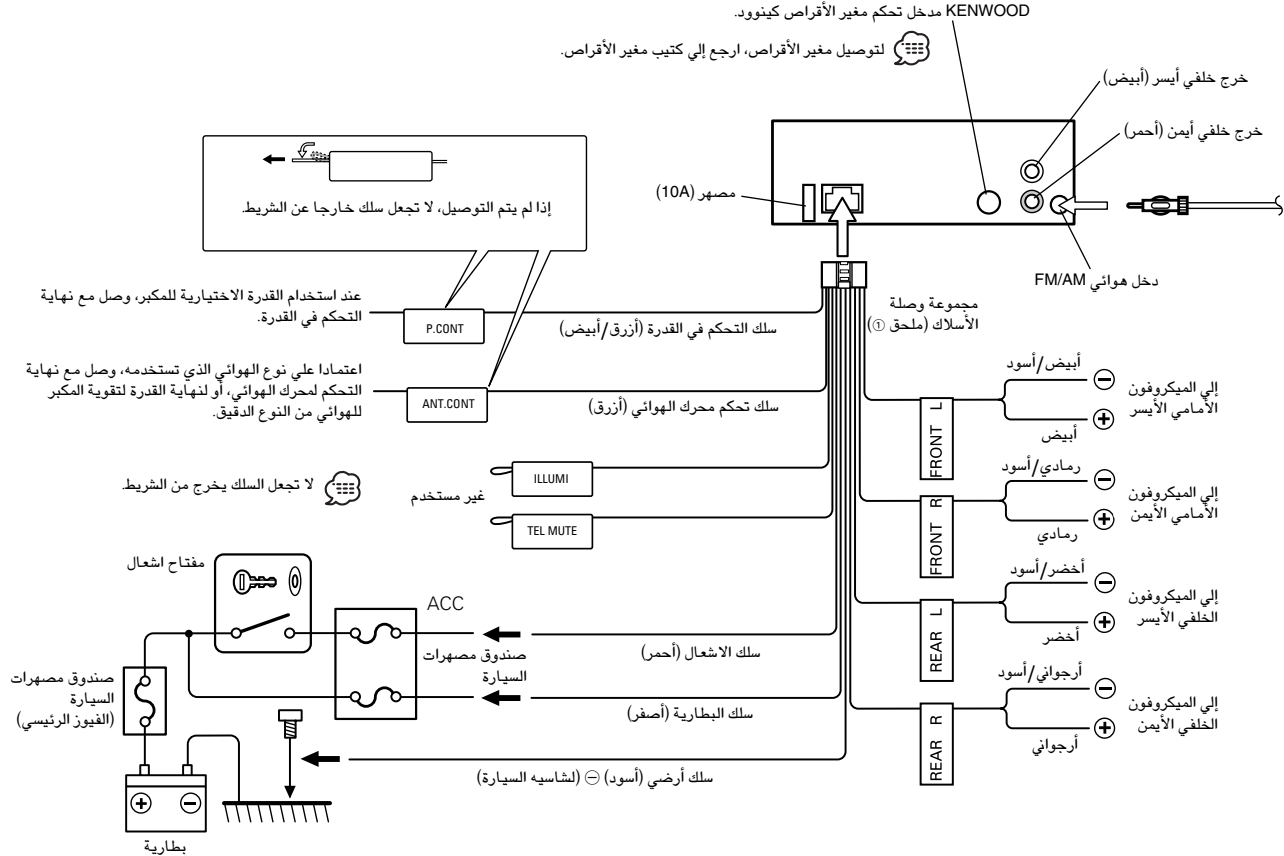 KENWOOD مدخل تحكم مغير الأقراص كينوود.
لتوصيل مغير الأقراص، ارجع إلي كتيب مغير الأقراص.
خرج خلفي أيسر (أبيض)
خرج خلفي أيمن (أحمر)
مصهر (10A)
دخل هوائي FM/AM
إذا لم يتم التوصيل، لا تجعل سلك خارجا عن الشريط.
مجموعة وصلة
الأسلاك (ملحق ①)
عند استخدام القدرة الاختيارية للمكبر، وصل مع نهاية
التحكم في القدرة.
P.CONT
سلك التحكم في القدرة (أزرق/أبيض)
اعتمادا علي نوع الهوائي الذي تستخدمه، وصل مع نهاية
التحكم لمحرك الهوائي، أو لنهاية القدرة لتقوية المكبر
للهوائي من النوع الدقيق.
ANT.CONT
سلك تحكم محرك الهوائي (أزرق)
لا تجعل السلك يخرج من الشريط.
غير مستخدم
ILLUMI
TEL MUTE
أبيض/أسود
⊖
إلي الميكروفون
الأمامي الأيسر
⊕
أبيض
FRONT L
رمادي/أسود
⊖
إلي الميكروفون
الأمامي الأيمن
⊕
رمادي
FRONT R
أخضر/أسود
⊖
إلي الميكروفون
الخلفي الأيسر
⊕
أخضر
REAR L
أرجواني/أسود
⊖
إلي الميكروفون
الخلفي الأيمن
⊕
أرجواني
REAR R
مفتاح اشعال
ACC
صندوق مصهرات
السيارة
سلك الاشعال (أحمر)
سلك البطارية (أصفر)
صندوق مصهرات
السيارة
(الفيوز الرئيسي)
سلك أرضي (أسود) ⊖ (لشاسيه السيارة)
⊕ ⊖
بطارية